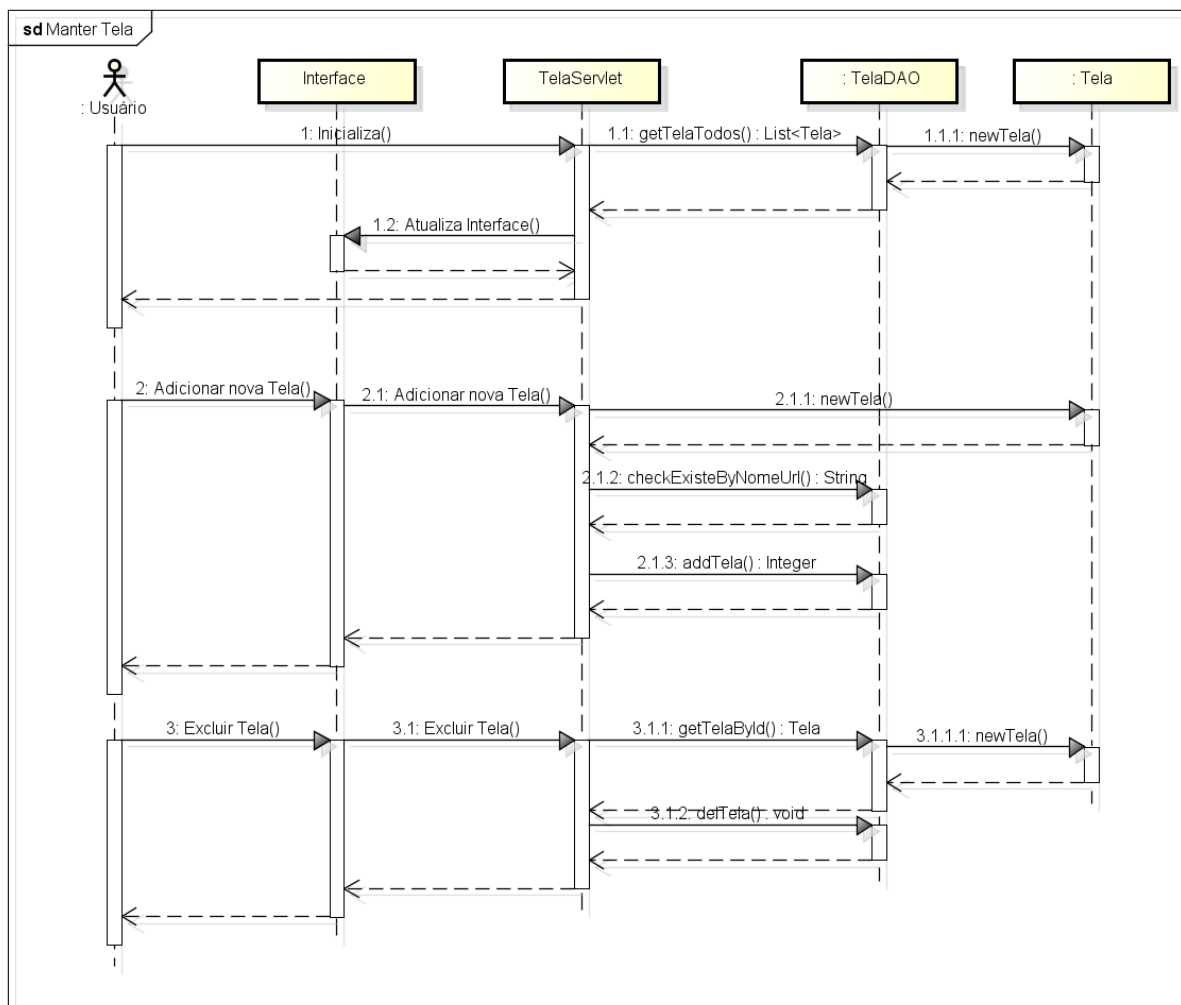 sd Manter Tela
: Usuário
Interface
TelaServlet
: TelaDAO
: Tela
1: Inicializa()
1.1: getTelaTodos() : List<Tela>
1.1.1: newTela()
1.2: Atualiza Interface()
2: Adicionar nova Tela()
2.1: Adicionar nova Tela()
2.1.1: newTela()
2.1.2: checkExisteByNomeUrl() : String
2.1.3: addTela() : Integer
3: Excluir Tela()
3.1: Excluir Tela()
3.1.1: getTelaById() : Tela
3.1.1.1: newTela()
3.1.2: delTela() : void